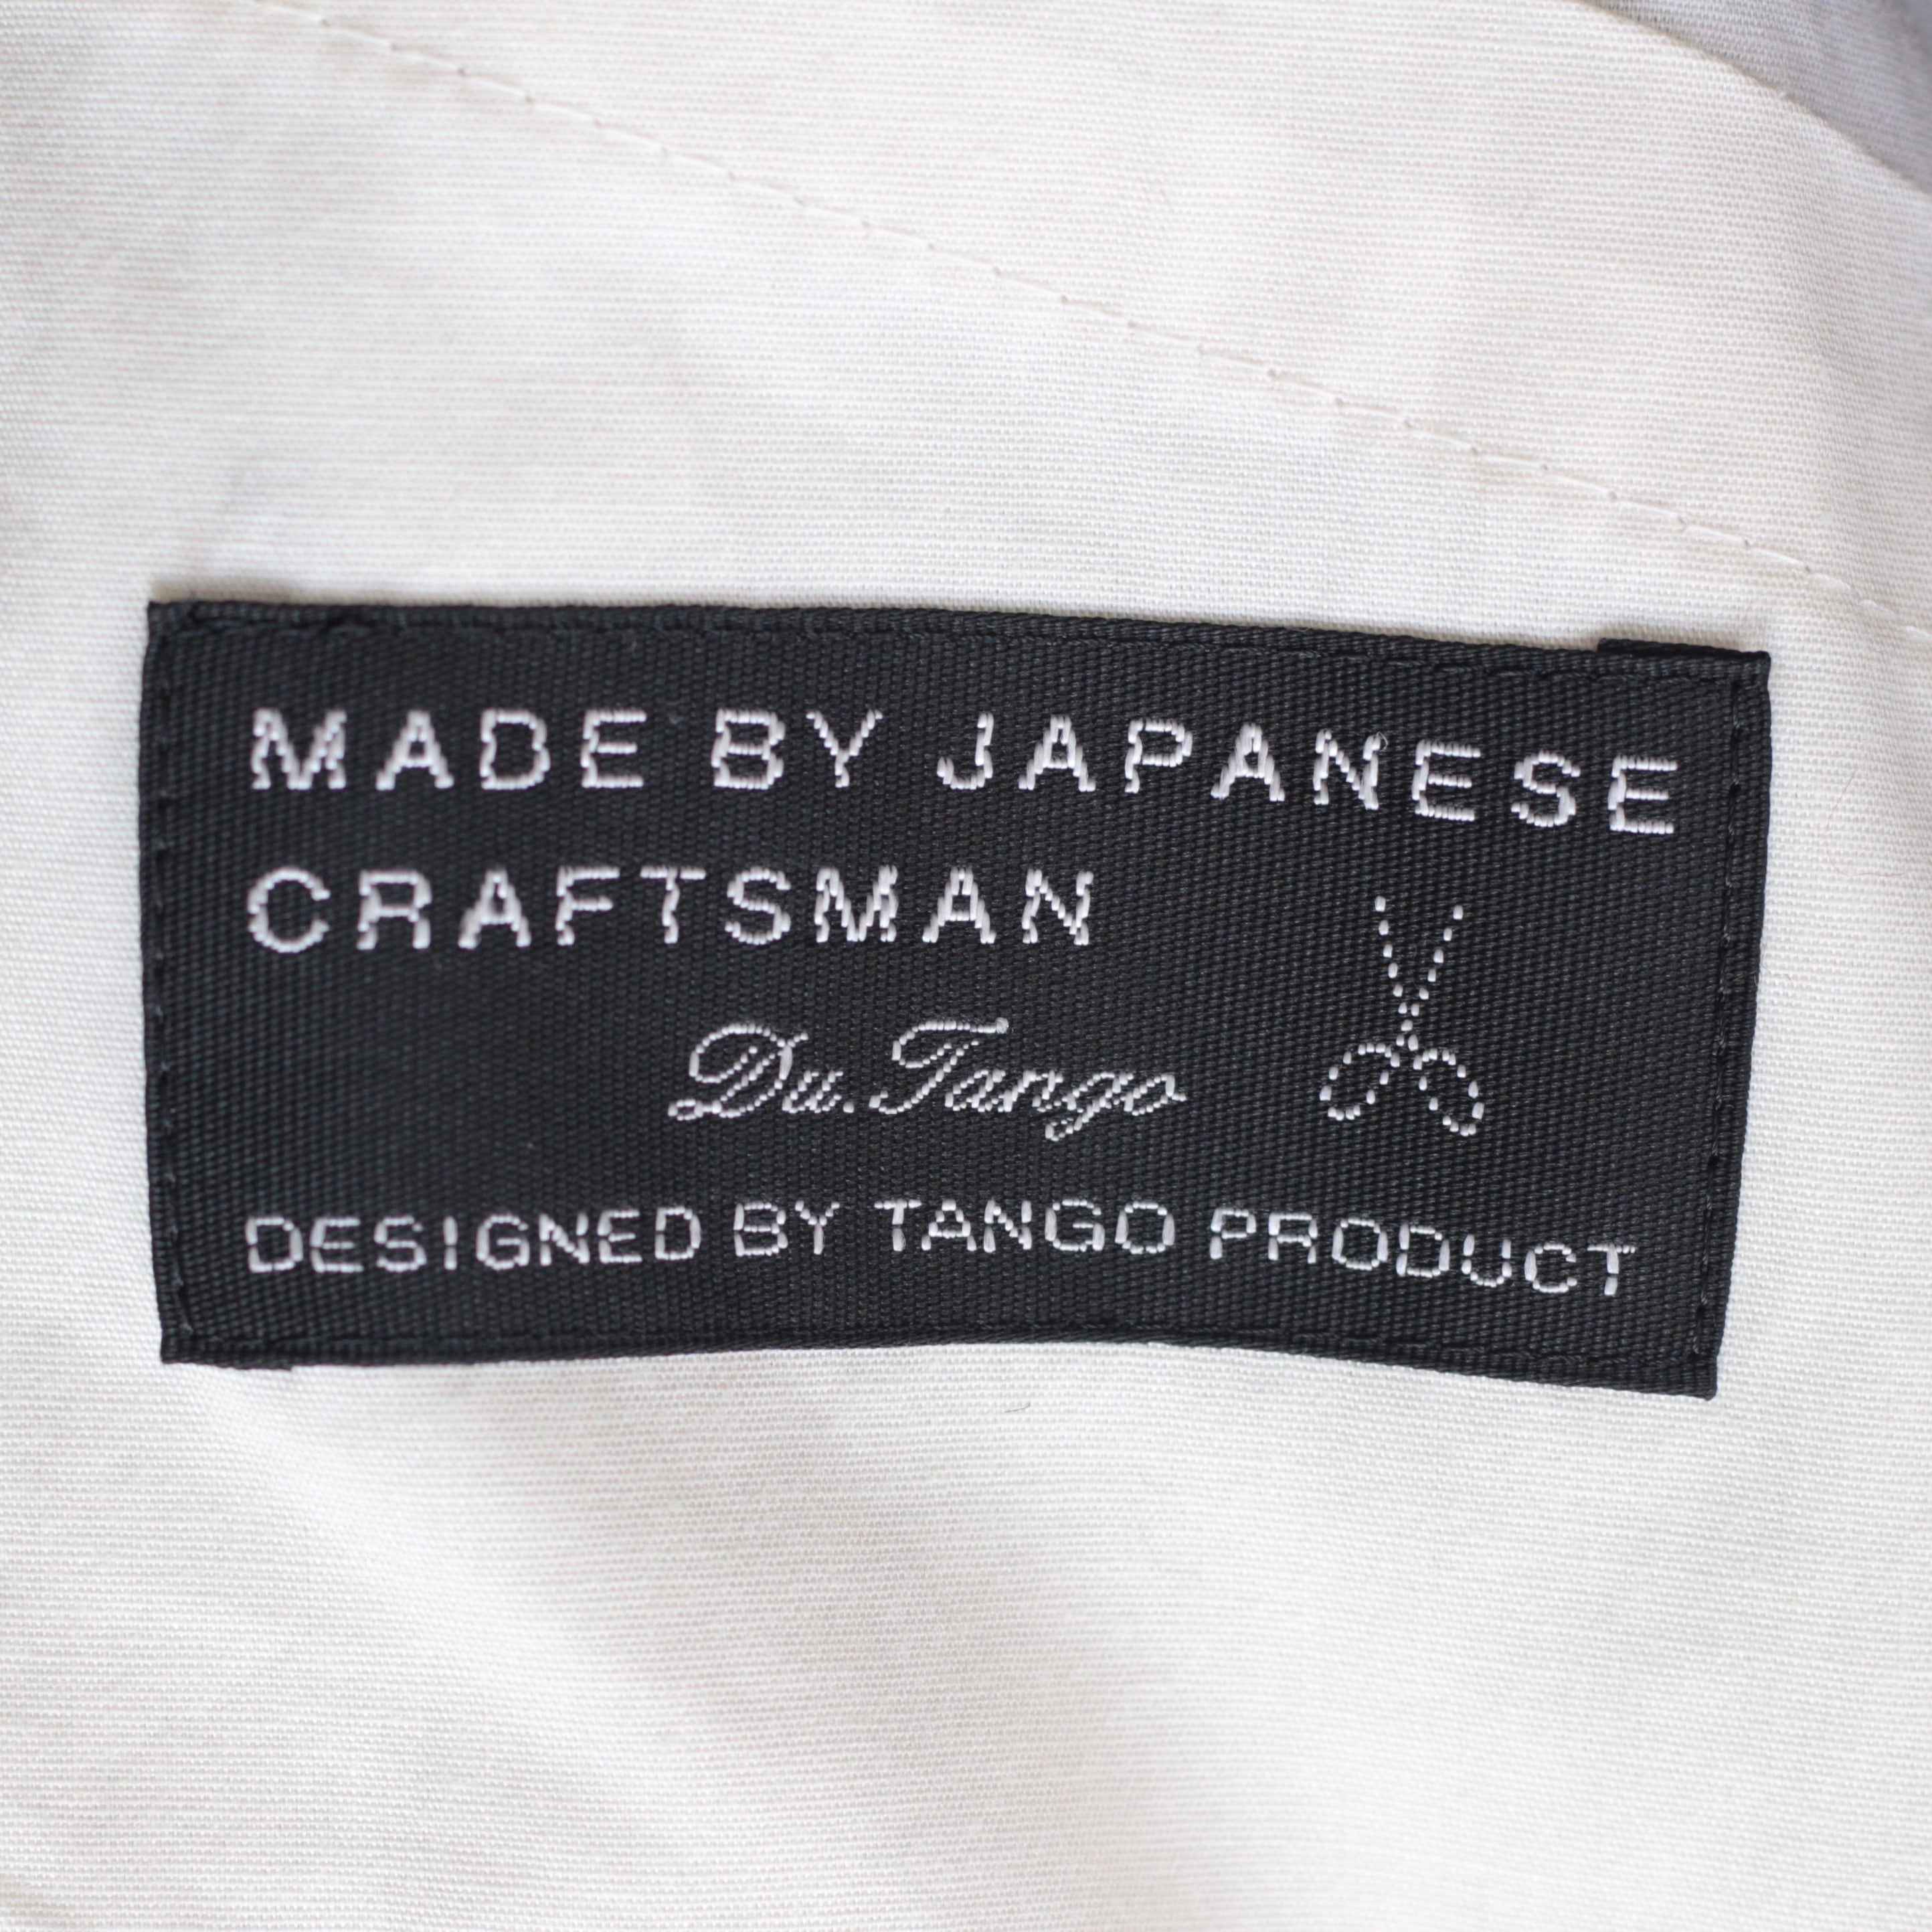 MADE BY JAPANESE
CRAFTSMAN
Du.Tango
DESIGNED BY TANGO PRODUCT